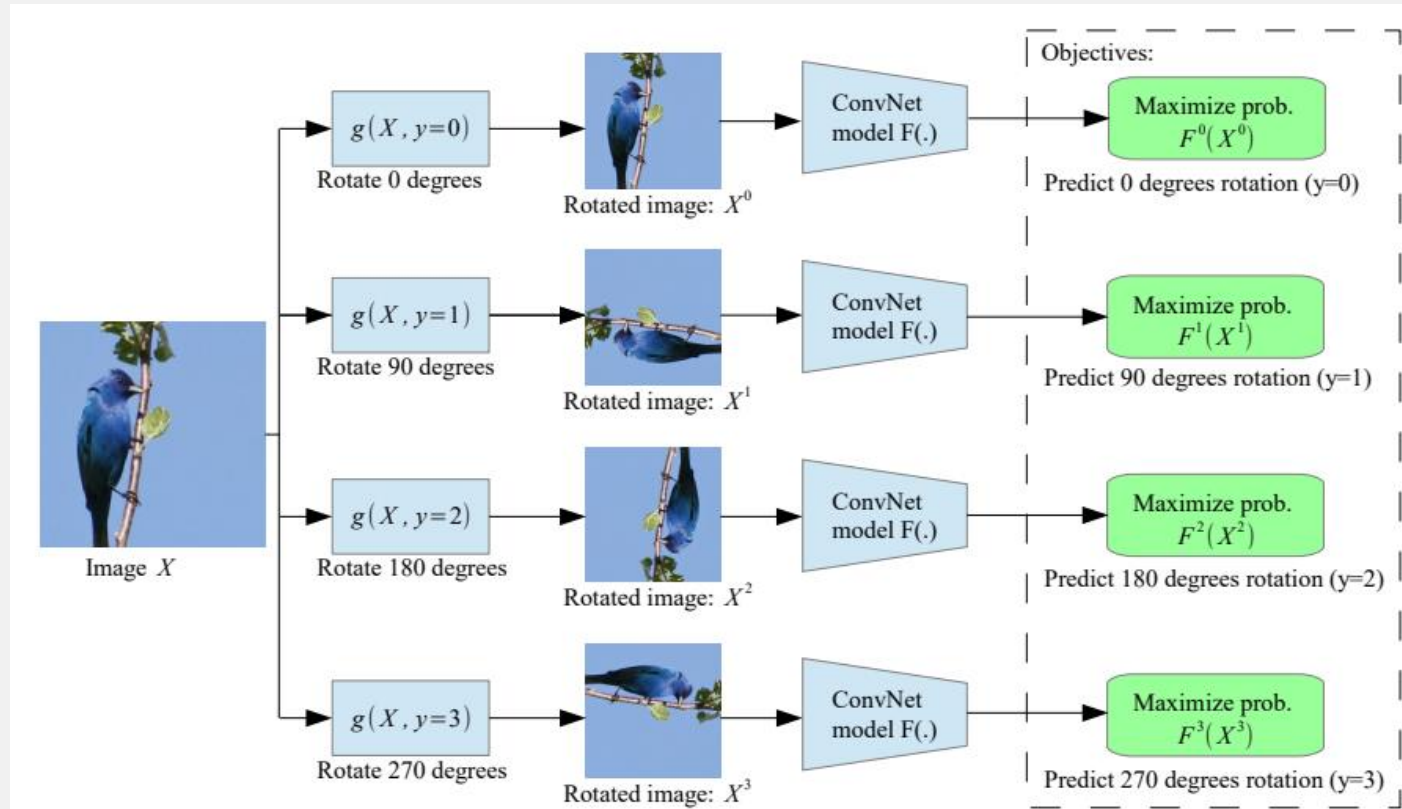 Objectives:
g(X, y=0)
Rotate 0 degrees
Rotated image: X⁰
ConvNet
model F(.)
Maximize prob.
F⁰(X⁰)
Predict 0 degrees rotation (y=0)
g(X, y=1)
Rotate 90 degrees
Rotated image: X¹
ConvNet
model F(.)
Maximize prob.
F¹(X¹)
Predict 90 degrees rotation (y=1)
Image X
g(X, y=2)
Rotate 180 degrees
Rotated image: X²
ConvNet
model F(.)
Maximize prob.
F²(X²)
Predict 180 degrees rotation (y=2)
g(X, y=3)
Rotate 270 degrees
Rotated image: X³
ConvNet
model F(.)
Maximize prob.
F³(X³)
Predict 270 degrees rotation (y=3)